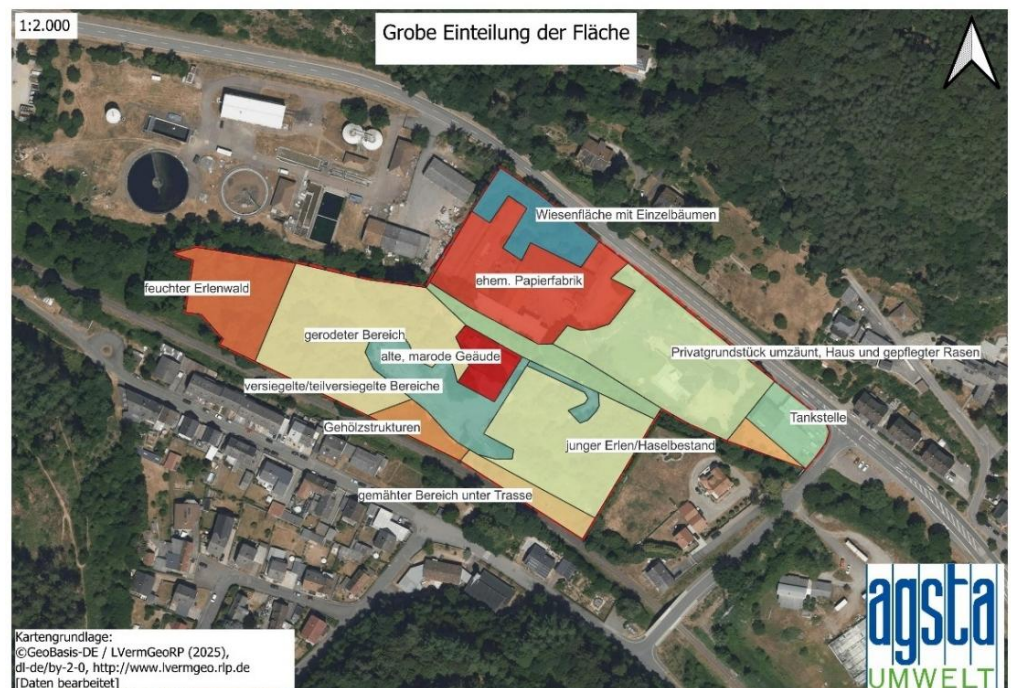 1:2.000
Grobe Einteilung der Fläche
Wiesenfläche mit Einzelbäumen
ehem. Papierfabrik
feuchter Erlenwald
gerodeter Bereich
alte, marode Geäude
Privatgrundstück umzäunt, Haus und gepflegter Rasen
versiegelte/teilversiegelte Bereiche
Tankstelle
Gehölzstrukturen
junger Erlen/Haselbestand
gemähter Bereich unter Trasse
Kartengrundlage:
©GeoBasis-DE / LVermGeoRP (2025),
dl-de/by-2-0, http://www.lvermgeo.rlp.de
[Daten bearbeitet]
agsta
UMWELT